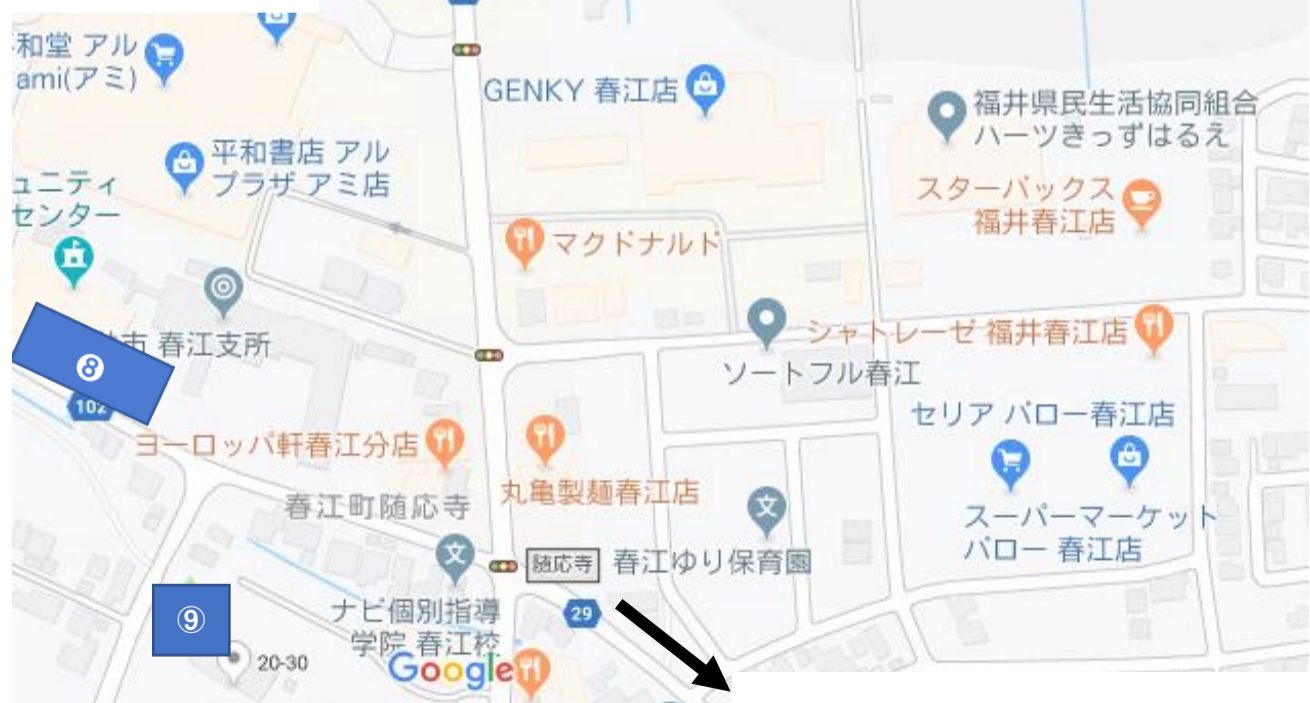 和堂 アル
ami(アミ)
GENKY 春江店
福井県民生活協同組合
ハーツきっずはるえ
平和書店 アル
プラザ アミ店
ュニティ
センター
スターバックス
福井春江店
マクドナルド
市 春江支所
❽
102
シャトレーゼ 福井春江店
ソートフル春江
セリア バロー春江店
ヨーロッパ軒春江分店
丸亀製麺春江店
春江町随応寺
スーパーマーケット
バロー 春江店
随応寺
春江ゆり保育園
⑨
ナビ個別指導
学院 春江校
29
20-30
Google